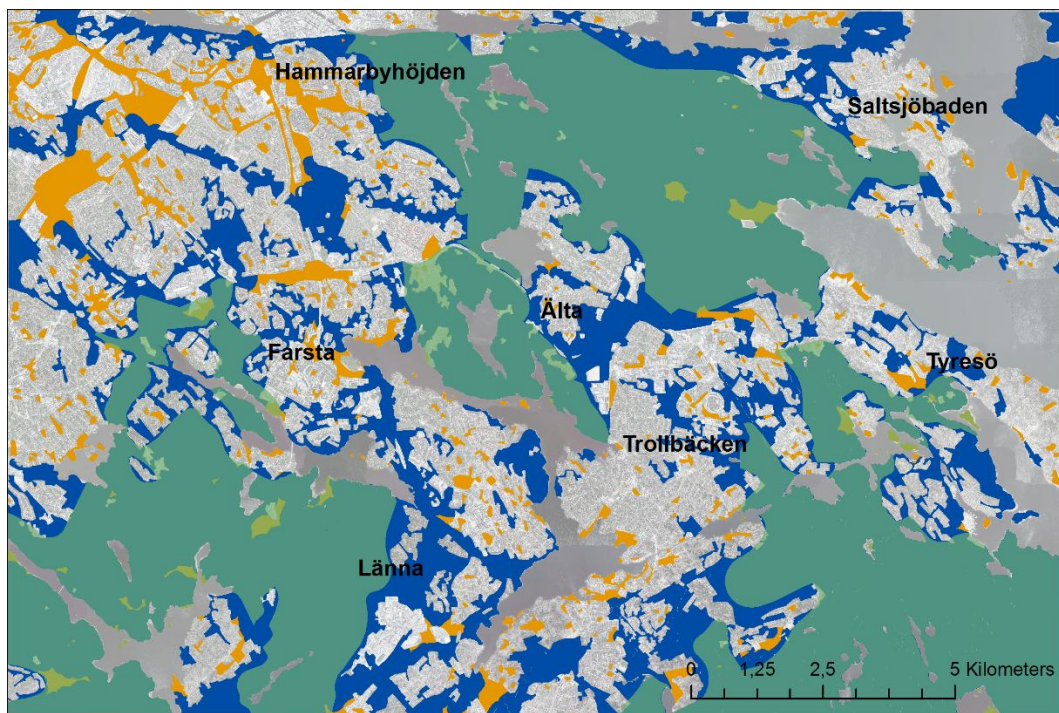 Hammarbyhöjden
Saltsjöbaden
Älta
Farsta
Tyresö
Trollbäcken
Länna
0 1,25 2,5 5 Kilometers